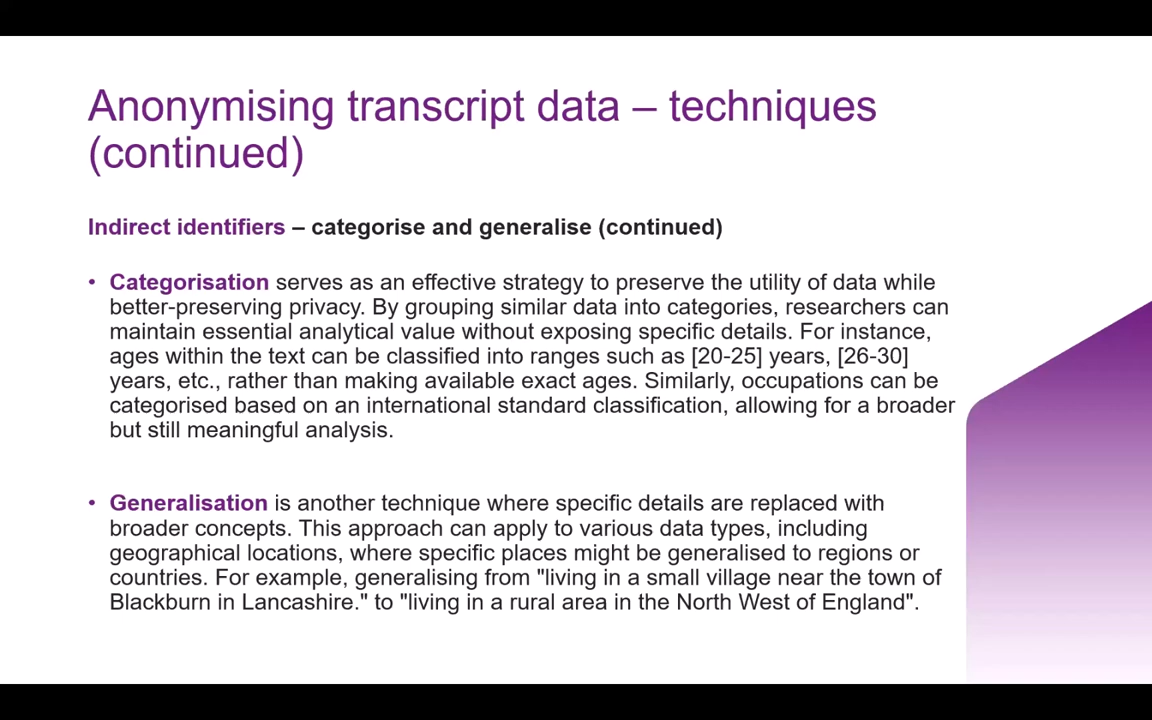 Anonymising transcript data – techniques
(continued)
Indirect identifiers – categorise and generalise (continued)
• Categorisation serves as an effective strategy to preserve the utility of data while
better-preserving privacy. By grouping similar data into categories, researchers can
maintain essential analytical value without exposing specific details. For instance,
ages within the text can be classified into ranges such as [20-25] years, [26-30]
years, etc., rather than making available exact ages. Similarly, occupations can be
categorised based on an international standard classification, allowing for a broader
but still meaningful analysis.
• Generalisation is another technique where specific details are replaced with
broader concepts. This approach can apply to various data types, including
geographical locations, where specific places might be generalised to regions or
countries. For example, generalising from "living in a small village near the town of
Blackburn in Lancashire." to "living in a rural area in the North West of England".